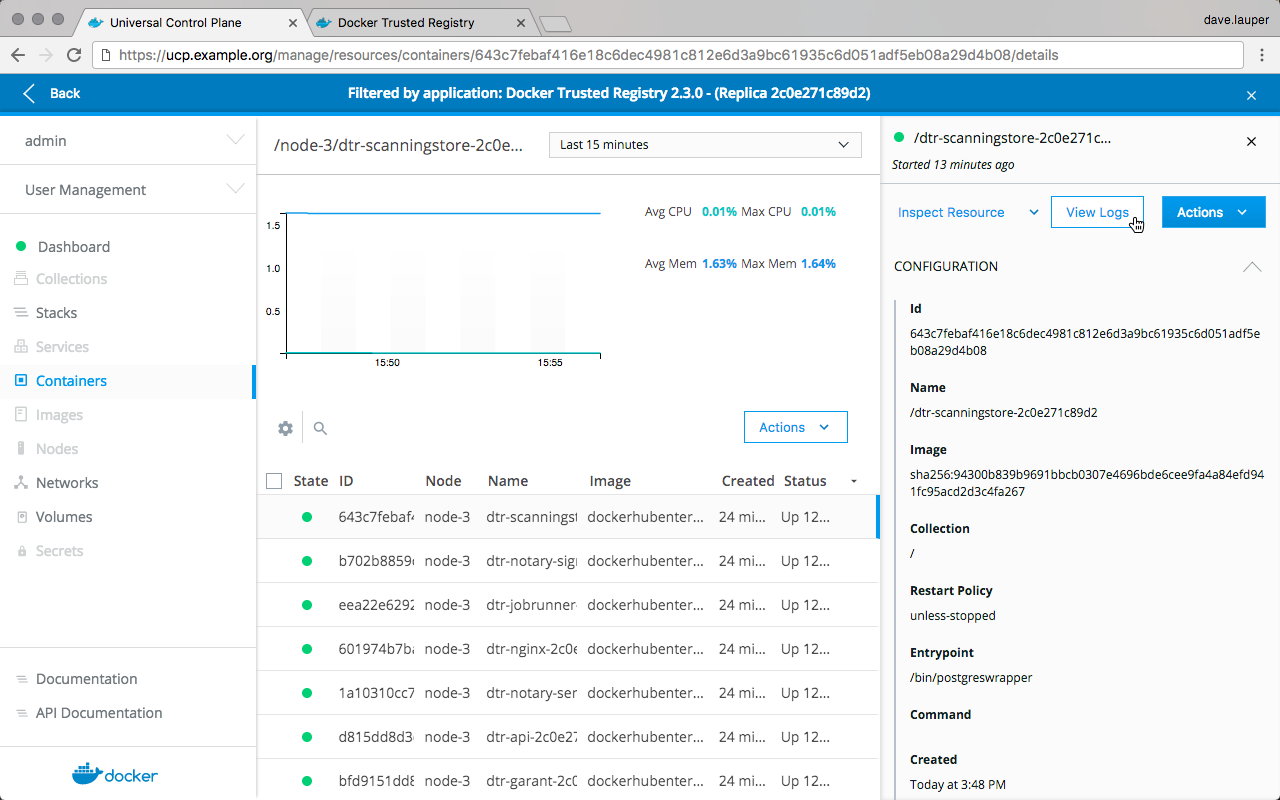 Universal Control Plane
Docker Trusted Registry
dave.lauper
https://ucp.example.org/manage/resources/containers/643c7febaf416e18c6dec4981c812e6d3a9bc61935c6d051adf5eb08a29d4b08/details
Back
Filtered by application: Docker Trusted Registry 2.3.0 - (Replica 2c0e271c89d2)
admin
User Management
Dashboard
Collections
Stacks
Services
Containers
Images
Nodes
Networks
Volumes
Secrets
Documentation
API Documentation
docker
/node-3/dtr-scanningstore-2c0e...
Last 15 minutes
1.5
1.0
0.5
15:50
15:55
Avg CPU 0.01% Max CPU 0.01%
Avg Mem 1.63% Max Mem 1.64%
Actions
State ID Node Name Image Created Status
643c7febaf4 node-3 dtr-scanningst dockerhubenter... 24 mi... Up 12...
b702b8859c node-3 dtr-notary-sig dockerhubenter... 24 mi... Up 12...
eea22e6292 node-3 dtr-jobrunner- dockerhubenter... 24 mi... Up 12...
601974b7ba node-3 dtr-nginx-2c0e dockerhubenter... 24 mi... Up 12...
1a10310cc7 node-3 dtr-notary-ser dockerhubenter... 24 mi... Up 12...
d815dd8d3c node-3 dtr-api-2c0e27 dockerhubenter... 24 mi... Up 12...
bfd9151dd8 node-3 dtr-garant-2c0 dockerhubenter... 24 mi... Up 12...
/dtr-scanningstore-2c0e271c...
Started 13 minutes ago
Inspect Resource
View Logs
Actions
CONFIGURATION
Id
643c7febaf416e18c6dec4981c812e6d3a9bc61935c6d051adf5e
b08a29d4b08
Name
/dtr-scanningstore-2c0e271c89d2
Image
sha256:94300b839b9691bbcb0307e4696bde6cee9fa4a84efd94
1fc95acd2d3c4fa267
Collection
/
Restart Policy
unless-stopped
Entrypoint
/bin/postgreswrapper
Command
Created
Today at 3:48 PM